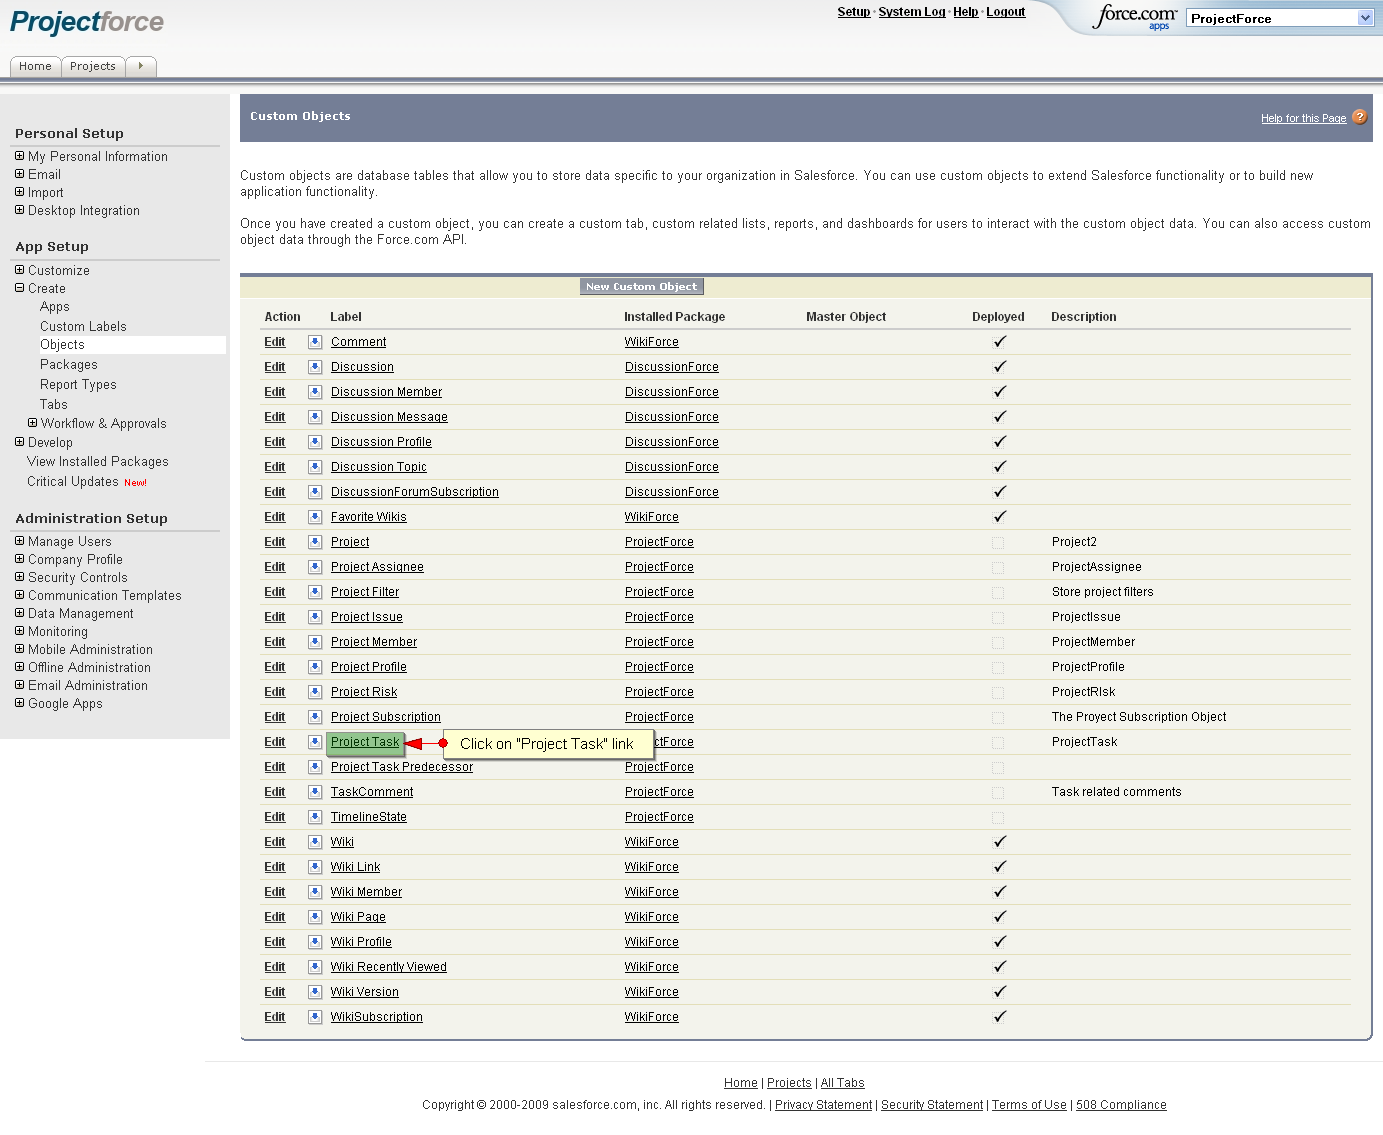 Projectforce
Setup · System Log · Help · Logout
force.com apps
ProjectForce
Home
Projects
Personal Setup
My Personal Information
Email
Import
Desktop Integration
App Setup
Customize
Create
Apps
Custom Labels
Objects
Packages
Report Types
Tabs
Workflow & Approvals
Develop
View Installed Packages
Critical Updates New!
Administration Setup
Manage Users
Company Profile
Security Controls
Communication Templates
Data Management
Monitoring
Mobile Administration
Offline Administration
Email Administration
Google Apps
Custom Objects
Help for this Page ?
Custom objects are database tables that allow you to store data specific to your organization in Salesforce. You can use custom objects to extend Salesforce functionality or to build new
application functionality.
Once you have created a custom object, you can create a custom tab, custom related lists, reports, and dashboards for users to interact with the custom object data. You can also access custom
object data through the Force.com API.
New Custom Object
Action Label Installed Package Master Object Deployed Description
Edit Comment WikiForce
Edit Discussion DiscussionForce
Edit Discussion Member DiscussionForce
Edit Discussion Message DiscussionForce
Edit Discussion Profile DiscussionForce
Edit Discussion Topic DiscussionForce
Edit DiscussionForumSubscription DiscussionForce
Edit Favorite Wikis WikiForce
Edit Project ProjectForce Project2
Edit Project Assignee ProjectForce ProjectAssignee
Edit Project Filter ProjectForce Store project filters
Edit Project Issue ProjectForce ProjectIssue
Edit Project Member ProjectForce ProjectMember
Edit Project Profile ProjectForce ProjectProfile
Edit Project Risk ProjectForce ProjectRIsk
Edit Project Subscription ProjectForce The Proyect Subscription Object
Edit Project Task Click on "Project Task" link ctForce ProjectTask
Edit Project Task Predecessor ProjectForce
Edit TaskComment ProjectForce Task related comments
Edit TimelineState ProjectForce
Edit Wiki WikiForce
Edit Wiki Link WikiForce
Edit Wiki Member WikiForce
Edit Wiki Page WikiForce
Edit Wiki Profile WikiForce
Edit Wiki Recently Viewed WikiForce
Edit Wiki Version WikiForce
Edit WikiSubscription WikiForce
Home | Projects | All Tabs
Copyright © 2000-2009 salesforce.com, inc. All rights reserved. | Privacy Statement | Security Statement | Terms of Use | 508 Compliance